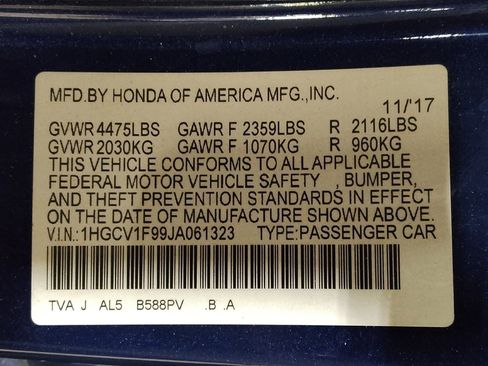 MFD.BY HONDA OF AMERICA MFG.,INC.
11/'17
GVWR 4475LBS GAWR F 2359LBS R 2116LBS
GVWR 2030KG GAWR F 1070KG R 960KG
THIS VEHICLE CONFORMS TO ALL APPLICABLE
FEDERAL MOTOR VEHICLE SAFETY , BUMPER,
AND THEFT PREVENTION STANDARDS IN EFFECT
ON THE DATE OF MANUFACTURE SHOWN ABOVE.
V.I.N.: 1HGCV1F99JA061323 TYPE:PASSENGER CAR
TVA J AL5 B588PV .B .A